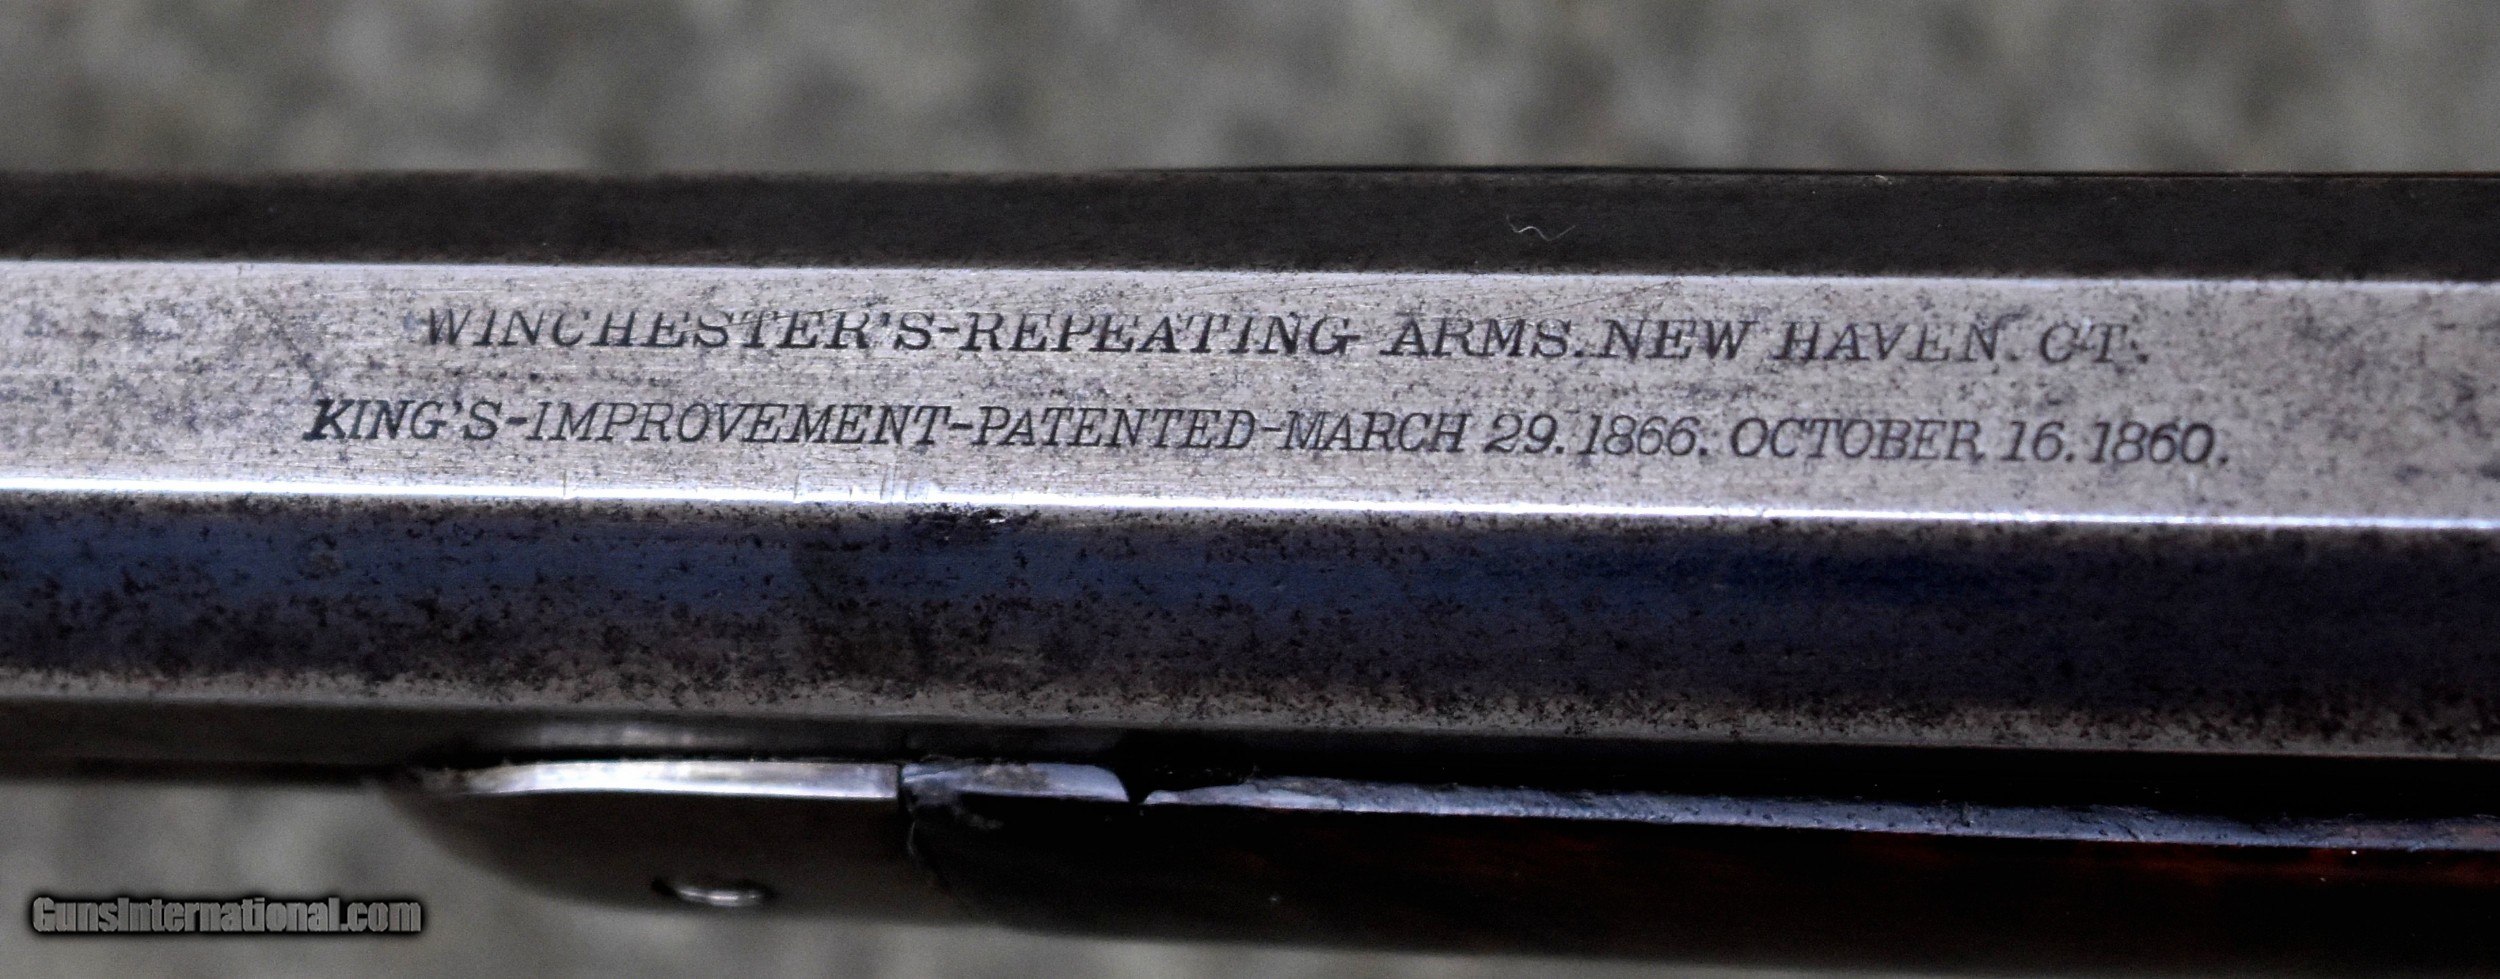 WINCHESTER'S-REPEATING ARMS. NEW HAVEN. CT.
KING'S-IMPROVEMENT-PATENTED-MARCH 29. 1866. OCTOBER 16. 1860.
GunsInternational.com